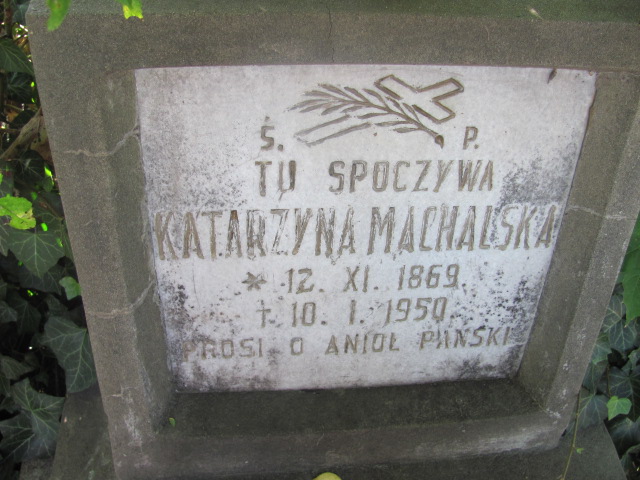 Ś. P.
TU SPOCZYWA
KATARZYNA MACHALSKA
* 12. XI. 1869.
† 10. I. 1950.
PROSI O ANIOŁ PAŃSKI